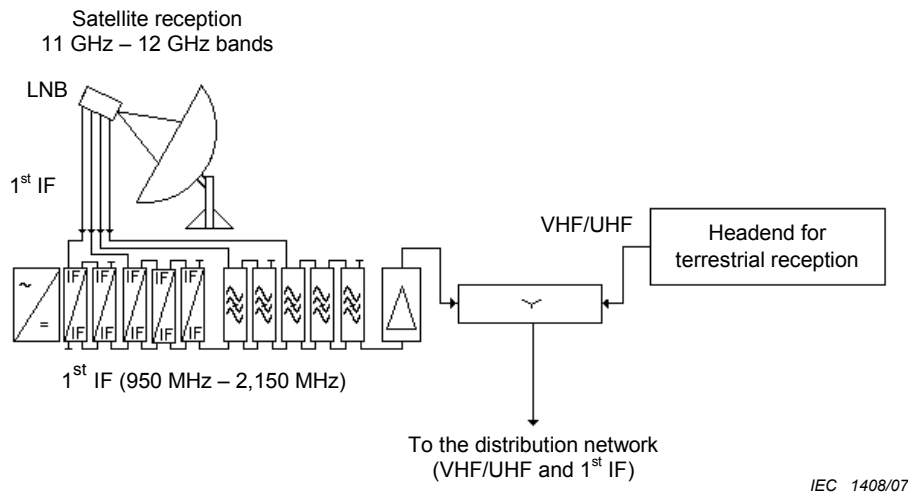 Satellite reception
11 GHz – 12 GHz bands
LNB
1st IF
VHF/UHF
Headend for
terrestrial reception
~
=
IF IF IF IF IF
IF IF IF IF IF
1st IF (950 MHz – 2,150 MHz)
To the distribution network
(VHF/UHF and 1st IF)
IEC 1408/07